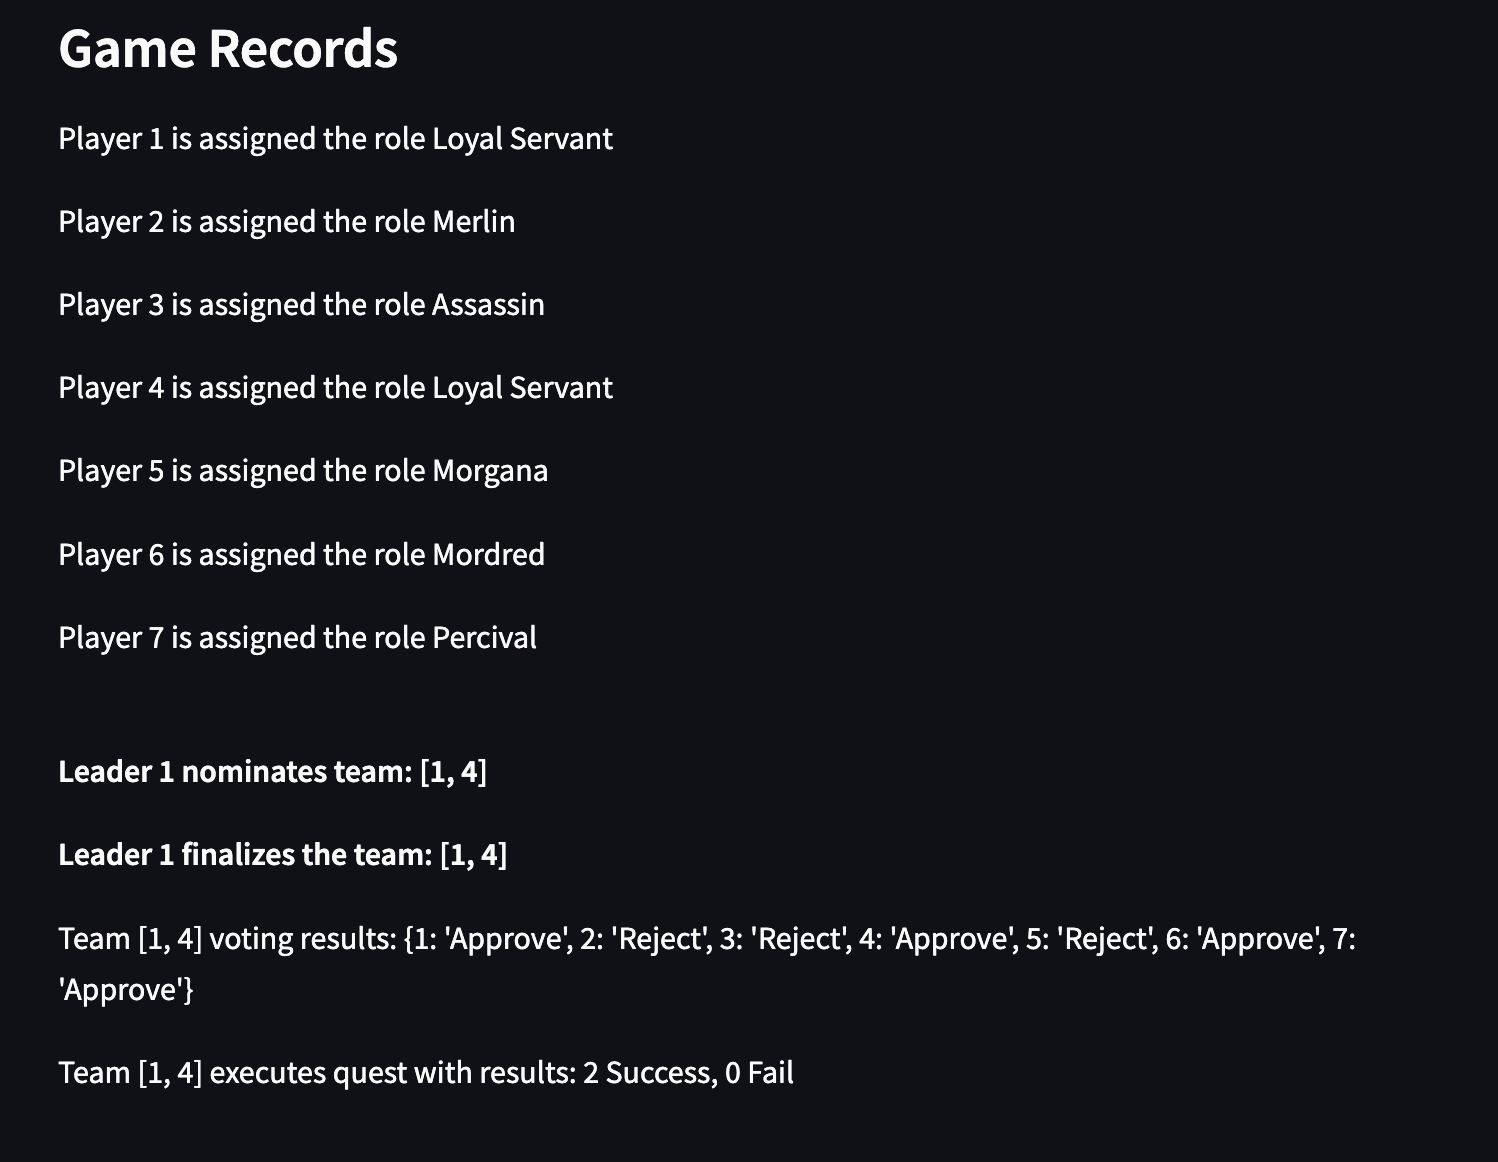 Game Records
Player 1 is assigned the role Loyal Servant
Player 2 is assigned the role Merlin
Player 3 is assigned the role Assassin
Player 4 is assigned the role Loyal Servant
Player 5 is assigned the role Morgana
Player 6 is assigned the role Mordred
Player 7 is assigned the role Percival
Leader 1 nominates team: [1, 4]
Leader 1 finalizes the team: [1, 4]
Team [1, 4] voting results: {1: 'Approve', 2: 'Reject', 3: 'Reject', 4: 'Approve', 5: 'Reject', 6: 'Approve', 7:
'Approve'}
Team [1, 4] executes quest with results: 2 Success, 0 Fail